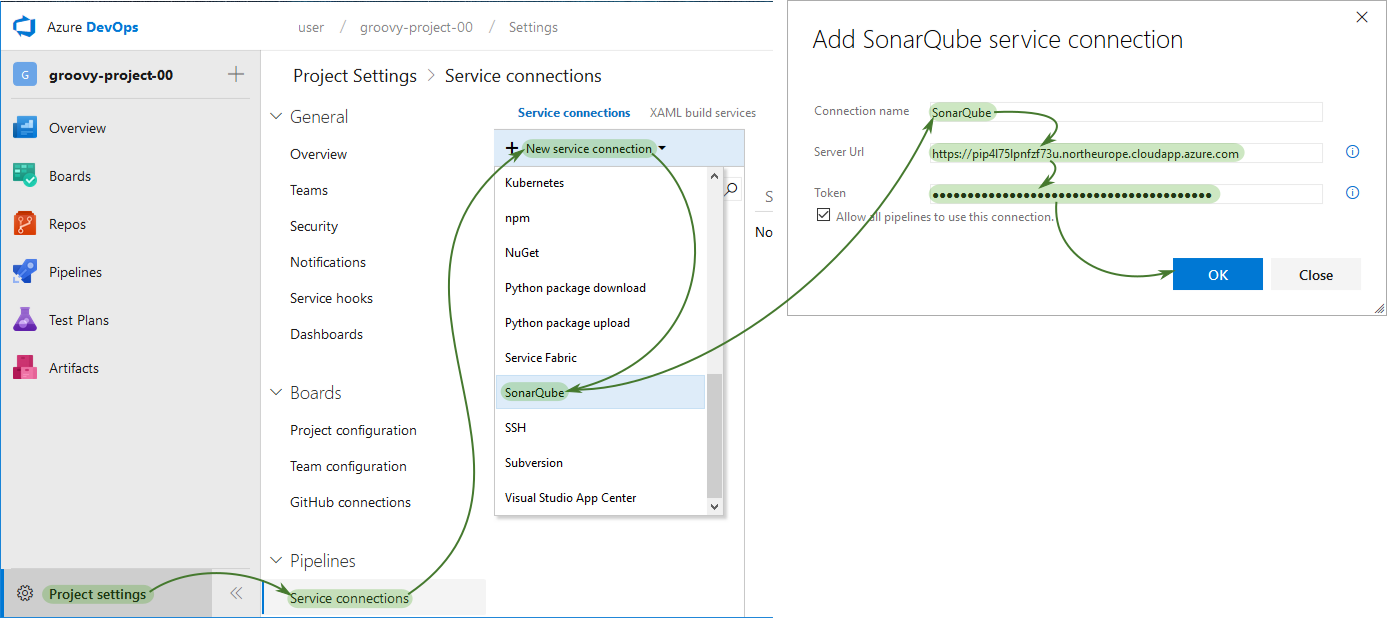 Azure DevOps
user / groovy-project-00 / Settings
G groovy-project-00
Overview
Boards
Repos
Pipelines
Test Plans
Artifacts
Project settings
Project Settings > Service connections
General
Overview
Teams
Security
Notifications
Service hooks
Dashboards
Boards
Project configuration
Team configuration
GitHub connections
Pipelines
Service connections
Service connections XAML build services
+ New service connection
Kubernetes
npm
NuGet
Python package download
Python package upload
Service Fabric
SonarQube
SSH
Subversion
Visual Studio App Center
S
No
Add SonarQube service connection
Connection name SonarQube
Server Url https://pip4l75lpnfzf73u.northeurope.cloudapp.azure.com
Token ●●●●●●●●●●●●●●●●●●●●●●●●●●●●●●●●●●●●●●●●
Allow all pipelines to use this connection.
OK Close